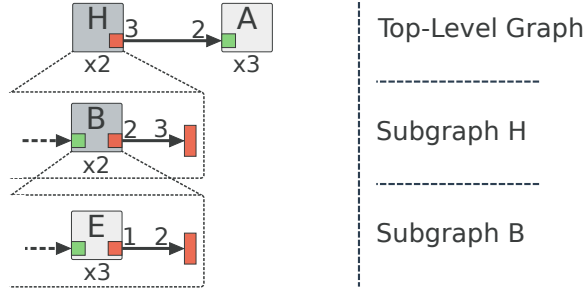 H 3 2 A Top-Level Graph
x2 x3
B 2 3 Subgraph H
x2
E 1 2 Subgraph B
x3